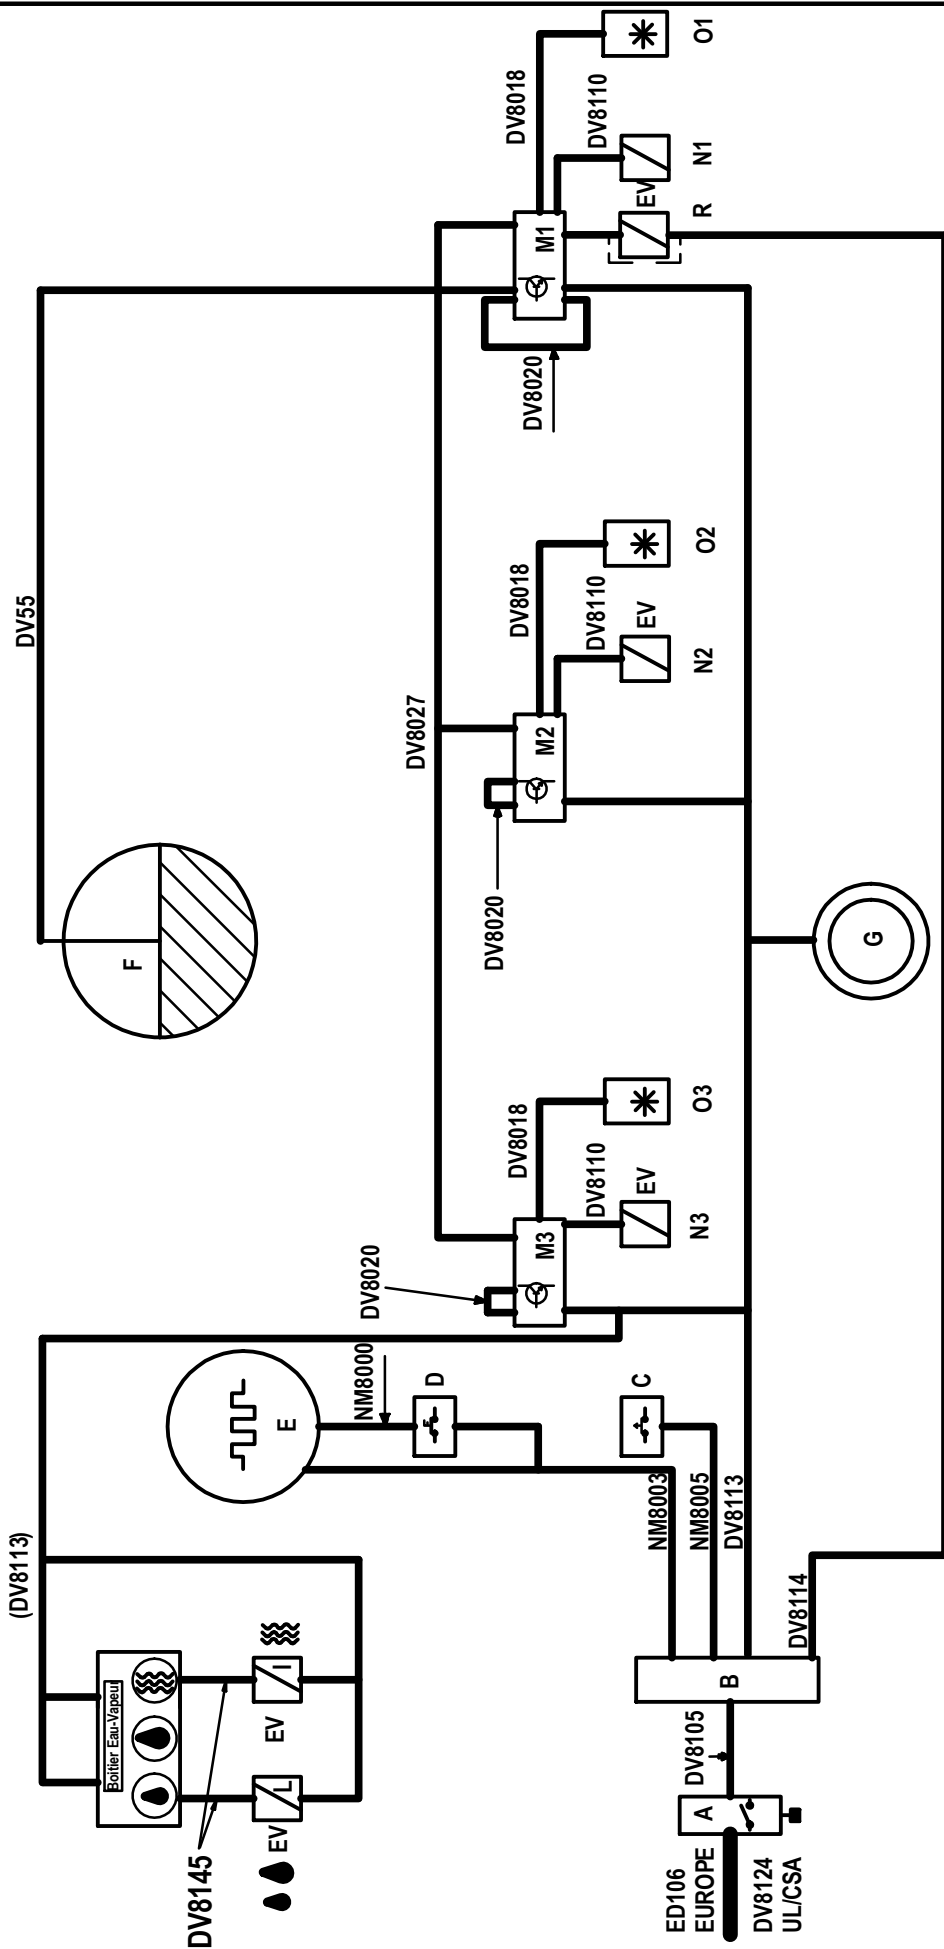 (DV8113)
Boitier Eau-Vapeur
DV8145
EV
L
EV
I
ED106
EUROPE
DV8124
UL/CSA
A
DV8105
B
DV8114
DV8113
NM8005
NM8003
C
D
NM8000
E
DV8020
M3
DV8018
DV8110
EV
N3
O3
F
G
DV55
DV8027
DV8020
M2
DV8018
DV8110
EV
N2
O2
DV8020
M1
DV8018
DV8110
EV
R
N1
O1